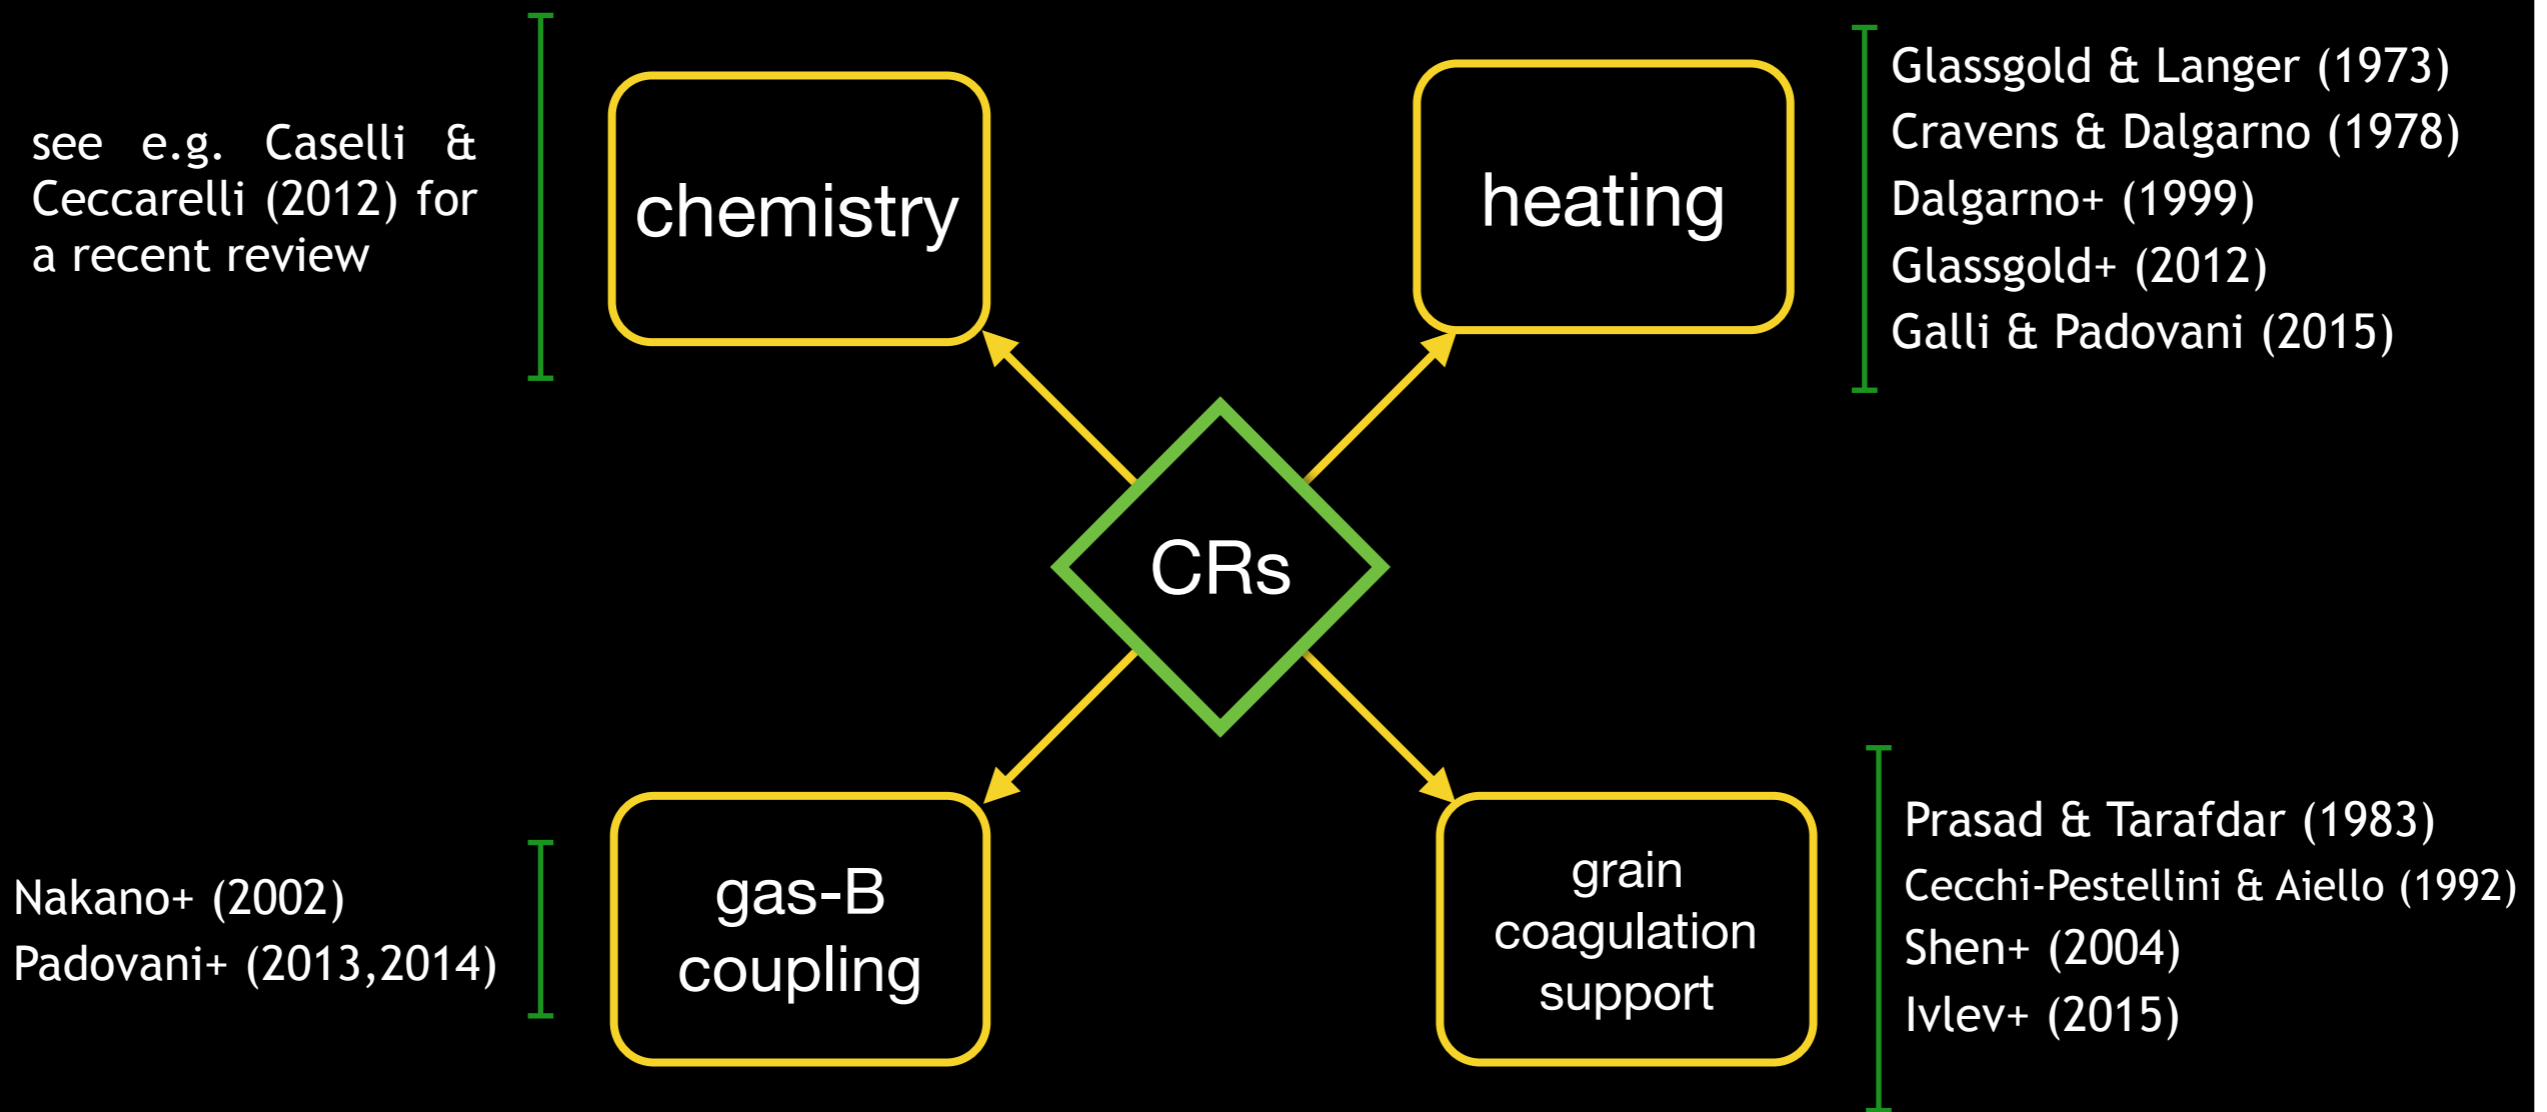 see e.g. Caselli &
Ceccarelli (2012) for
a recent review
chemistry
heating
Glassgold & Langer (1973)
Cravens & Dalgarno (1978)
Dalgarno+ (1999)
Glassgold+ (2012)
Galli & Padovani (2015)
CRs
Nakano+ (2002)
Padovani+ (2013,2014)
gas-B
coupling
grain
coagulation
support
Prasad & Tarafdar (1983)
Cecchi-Pestellini & Aiello (1992)
Shen+ (2004)
Ivlev+ (2015)